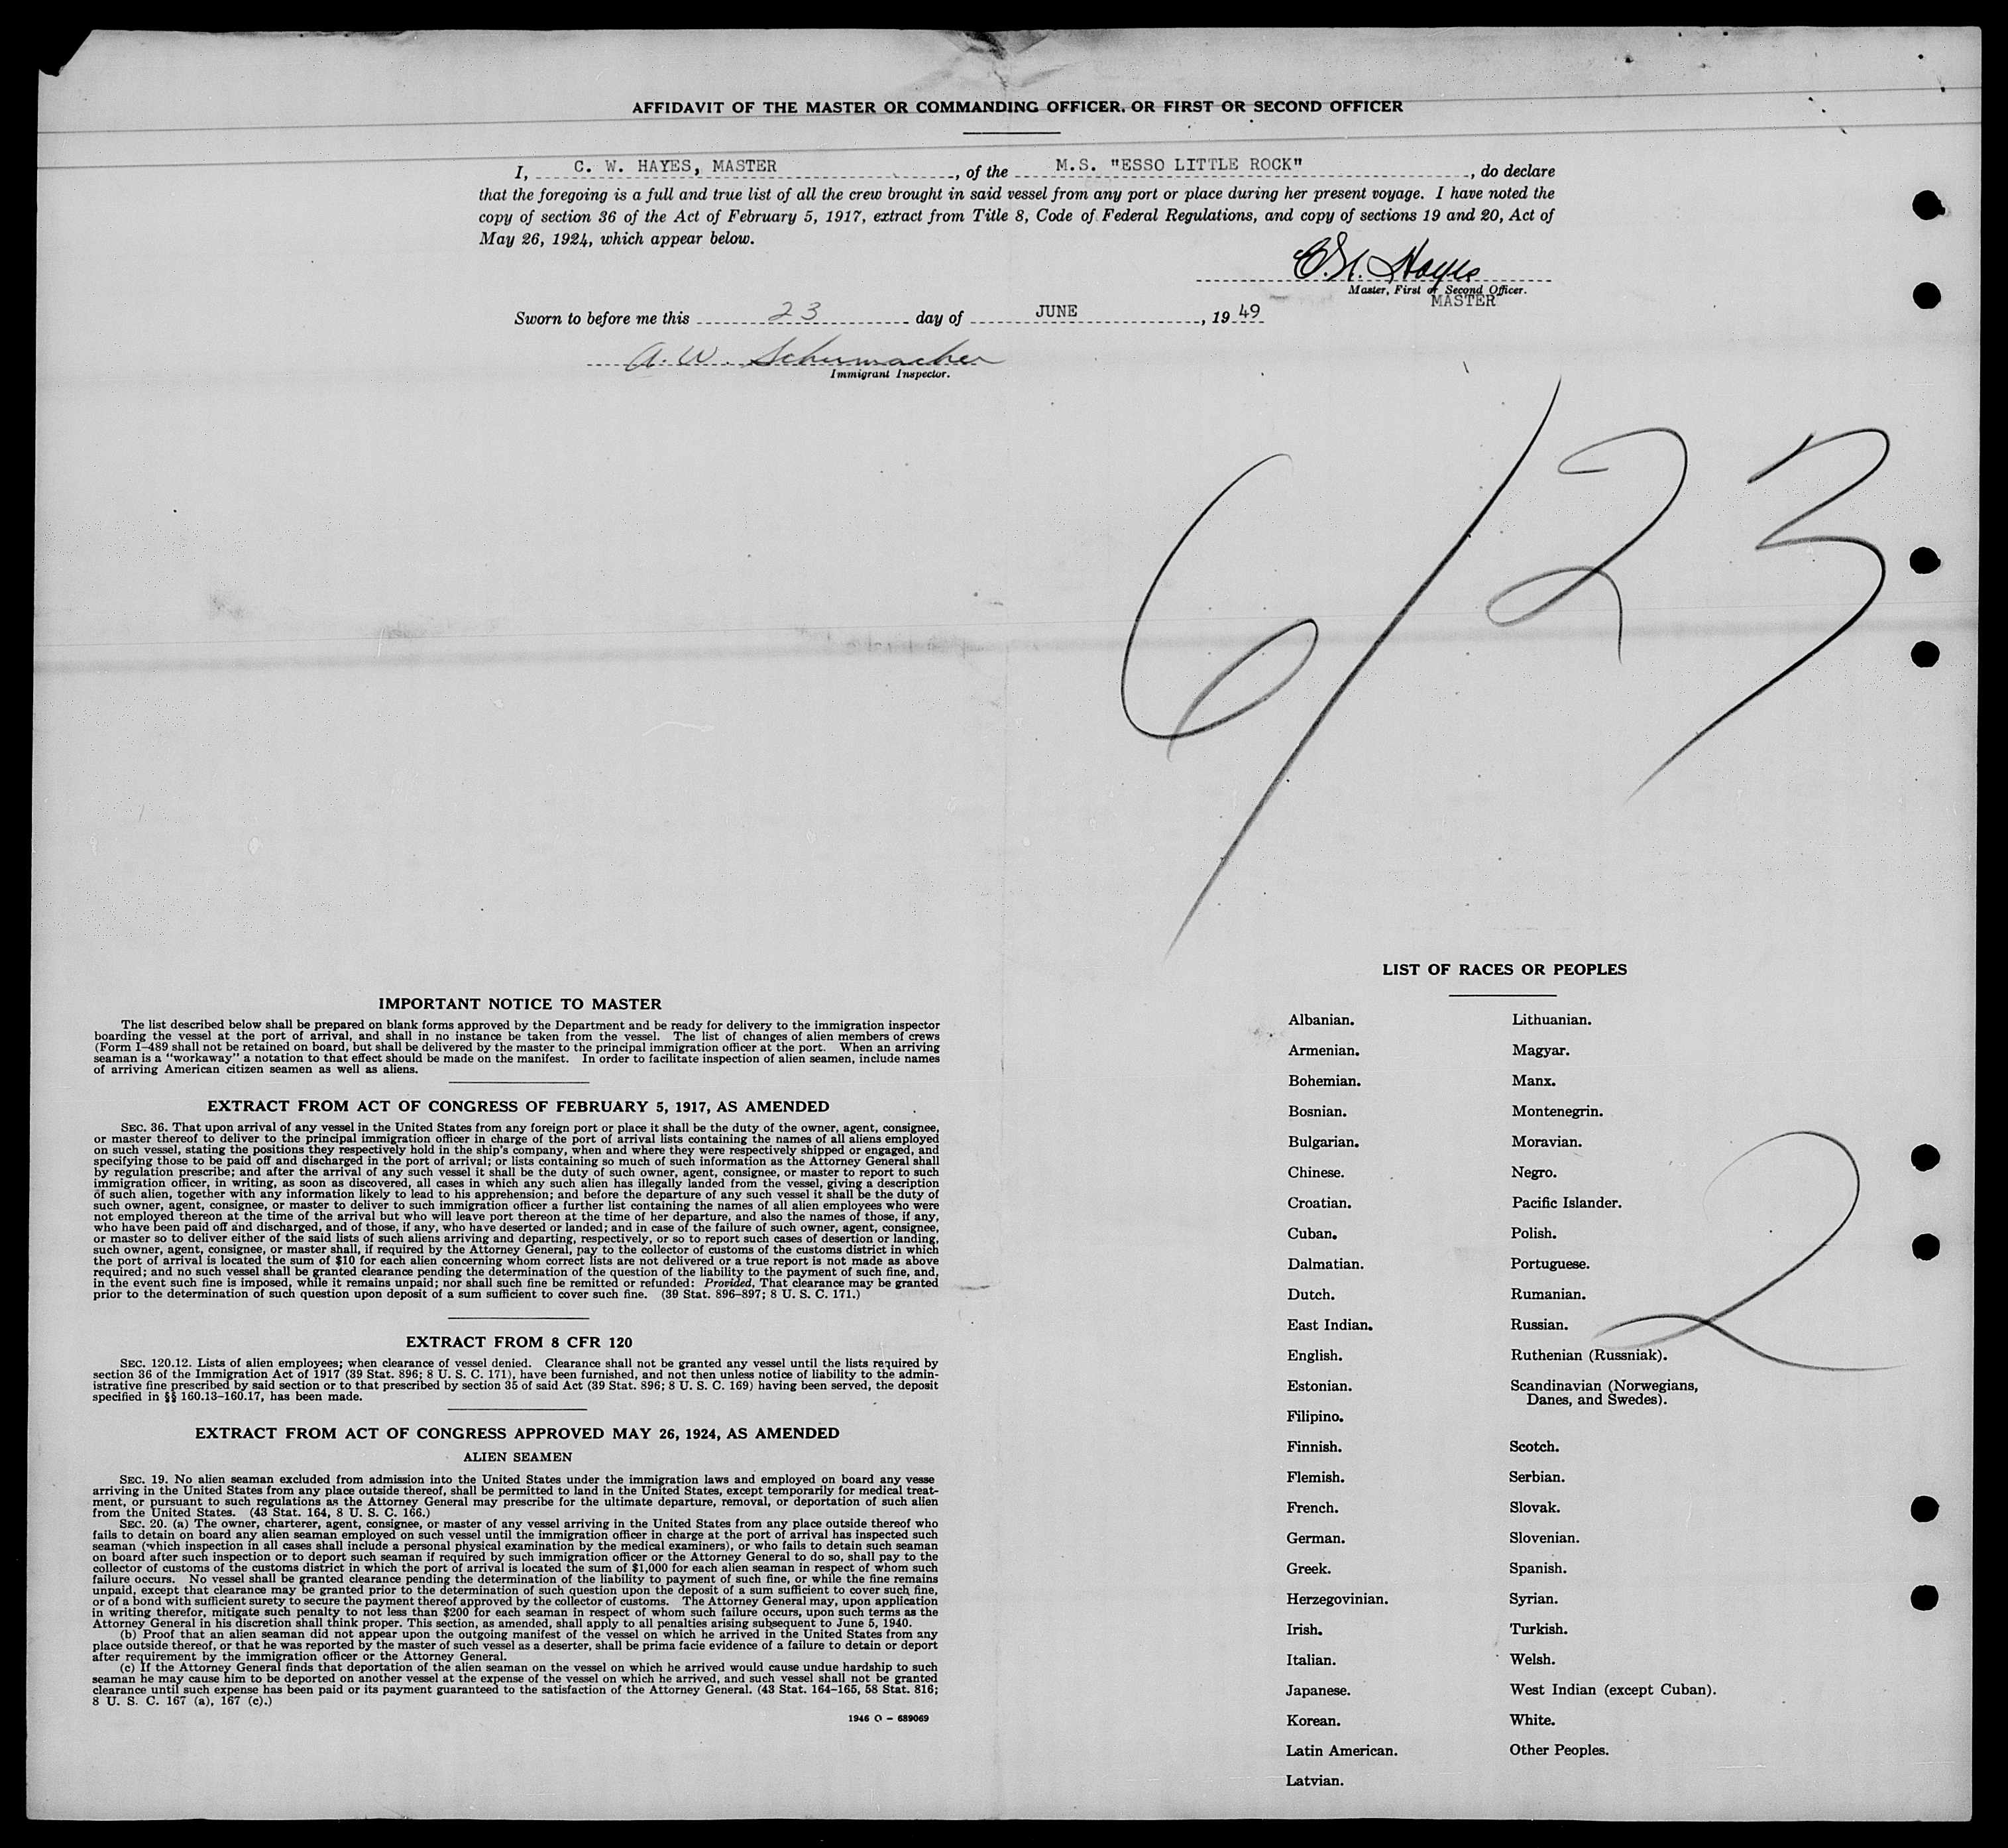 AFFIDAVIT OF THE MASTER OR COMMANDING OFFICER, OR FIRST OR SECOND OFFICER
I, C. W. HAYES, MASTER, of the M.S. "ESSO LITTLE ROCK", do declare
that the foregoing is a full and true list of all the crew brought in said vessel from any port or place during her present voyage. I have noted the
copy of section 36 of the Act of February 5, 1917, extract from Title 8, Code of Federal Regulations, and copy of sections 19 and 20, Act of
May 26, 1924, which appear below.
C.W. Hayes
Master, First or Second Officer.
MASTER
Sworn to before me this 23 day of JUNE, 1949
A. W. Schumacher
Immigrant Inspector.
6/23
IMPORTANT NOTICE TO MASTER
The list described below shall be prepared on blank forms approved by the Department and be ready for delivery to the immigration inspector
boarding the vessel at the port of arrival, and shall in no instance be taken from the vessel. The list of changes of alien members of crews
(Form I–489 shall not be retained on board, but shall be delivered by the master to the principal immigration officer at the port. When an arriving
seaman is a "workaway" a notation to that effect should be made on the manifest. In order to facilitate inspection of alien seamen, include names
of arriving American citizen seamen as well as aliens.
EXTRACT FROM ACT OF CONGRESS OF FEBRUARY 5, 1917, AS AMENDED
SEC. 36. That upon arrival of any vessel in the United States from any foreign port or place it shall be the duty of the owner, agent, consignee,
or master thereof to deliver to the principal immigration officer in charge of the port of arrival lists containing the names of all aliens employed
on such vessel, stating the positions they respectively hold in the ship's company, when and where they were respectively shipped or engaged, and
specifying those to be paid off and discharged in the port of arrival; or lists containing so much of such information as the Attorney General shall
by regulation prescribe; and after the arrival of any such vessel it shall be the duty of such owner, agent, consignee, or master to report to such
immigration officer, in writing, as soon as discovered, all cases in which any such alien has illegally landed from the vessel, giving a description
of such alien, together with any information likely to lead to his apprehension; and before the departure of any such vessel it shall be the duty of
such owner, agent, consignee, or master to deliver to such immigration officer a further list containing the names of all alien employees who were
not employed thereon at the time of the arrival but who will leave port thereon at the time of her departure, and also the names of those, if any,
who have been paid off and discharged, and of those, if any, who have deserted or landed; and in case of the failure of such owner, agent, consignee,
or master so to deliver either of the said lists of such aliens arriving and departing, respectively, or so to report such cases of desertion or landing,
such owner, agent, consignee, or master shall, if required by the Attorney General, pay to the collector of customs of the customs district in which
the port of arrival is located the sum of $10 for each alien concerning whom correct lists are not delivered or a true report is not made as above
required; and no such vessel shall be granted clearance pending the determination of the question of the liability to the payment of such fine, and,
in the event such fine is imposed, while it remains unpaid; nor shall such fine be remitted or refunded: Provided, That clearance may be granted
prior to the determination of such question upon deposit of a sum sufficient to cover such fine. (39 Stat. 896–897; 8 U. S. C. 171.)
EXTRACT FROM 8 CFR 120
SEC. 120.12. Lists of alien employees; when clearance of vessel denied. Clearance shall not be granted any vessel until the lists required by
section 36 of the Immigration Act of 1917 (39 Stat. 896; 8 U. S. C. 171), have been furnished, and not then unless notice of liability to the admin-
istrative fine prescribed by said section or to that prescribed by section 35 of said Act (39 Stat. 896; 8 U. S. C. 169) having been served, the deposit
specified in §§ 160.13–160.17, has been made.
EXTRACT FROM ACT OF CONGRESS APPROVED MAY 26, 1924, AS AMENDED
ALIEN SEAMEN
SEC. 19. No alien seaman excluded from admission into the United States under the immigration laws and employed on board any vesse
arriving in the United States from any place outside thereof, shall be permitted to land in the United States, except temporarily for medical treat-
ment, or pursuant to such regulations as the Attorney General may prescribe for the ultimate departure, removal, or deportation of such alien
from the United States. (43 Stat. 164, 8 U. S. C. 166.)
SEC. 20. (a) The owner, charterer, agent, consignee, or master of any vessel arriving in the United States from any place outside thereof who
fails to detain on board any alien seaman employed on such vessel until the immigration officer in charge at the port of arrival has inspected such
seaman (which inspection in all cases shall include a personal physical examination by the medical examiners), or who fails to detain such seaman
on board after such inspection or to deport such seaman if required by such immigration officer or the Attorney General to do so, shall pay to the
collector of customs of the customs district in which the port of arrival is located the sum of $1,000 for each alien seaman in respect of whom such
failure occurs. No vessel shall be granted clearance pending the determination of the liability to payment of such fine, or while the fine remains
unpaid, except that clearance may be granted prior to the determination of such question upon the deposit of a sum sufficient to cover such fine,
or of a bond with sufficient surety to secure the payment thereof approved by the collector of customs. The Attorney General may, upon application
in writing therefor, mitigate such penalty to not less than $200 for each seaman in respect of whom such failure occurs, upon such terms as the
Attorney General in his discretion shall think proper. This section, as amended, shall apply to all penalties arising subsequent to June 5, 1940.
(b) Proof that an alien seaman did not appear upon the outgoing manifest of the vessel on which he arrived in the United States from any
place outside thereof, or that he was reported by the master of such vessel as a deserter, shall be prima facie evidence of a failure to detain or deport
after requirement by the immigration officer or the Attorney General.
(c) If the Attorney General finds that deportation of the alien seaman on the vessel on which he arrived would cause undue hardship to such
seaman he may cause him to be deported on another vessel at the expense of the vessel on which he arrived, and such vessel shall not be granted
clearance until such expense has been paid or its payment guaranteed to the satisfaction of the Attorney General. (43 Stat. 164–165, 58 Stat. 816;
8 U. S. C. 167 (a), 167 (c).)
1946 O – 689069
LIST OF RACES OR PEOPLES
Albanian.
Armenian.
Bohemian.
Bosnian.
Bulgarian.
Chinese.
Croatian.
Cuban.
Dalmatian.
Dutch.
East Indian.
English.
Estonian.
Filipino.
Finnish.
Flemish.
French.
German.
Greek.
Herzegovinian.
Irish.
Italian.
Japanese.
Korean.
Latin American.
Latvian.
Lithuanian.
Magyar.
Manx.
Montenegrin.
Moravian.
Negro.
Pacific Islander.
Polish.
Portuguese.
Rumanian.
Russian.
Ruthenian (Russniak).
Scandinavian (Norwegians,
Danes, and Swedes).
Scotch.
Serbian.
Slovak.
Slovenian.
Spanish.
Syrian.
Turkish.
Welsh.
West Indian (except Cuban).
White.
Other Peoples.
2